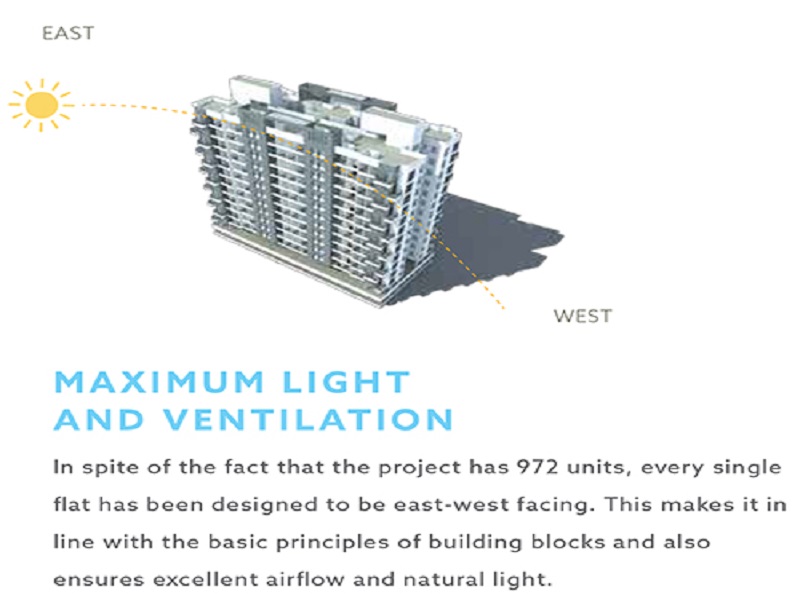 EAST
WEST
MAXIMUM LIGHT
AND VENTILATION
In spite of the fact that the project has 972 units, every single
flat has been designed to be east-west facing. This makes it in
line with the basic principles of building blocks and also
ensures excellent airflow and natural light.